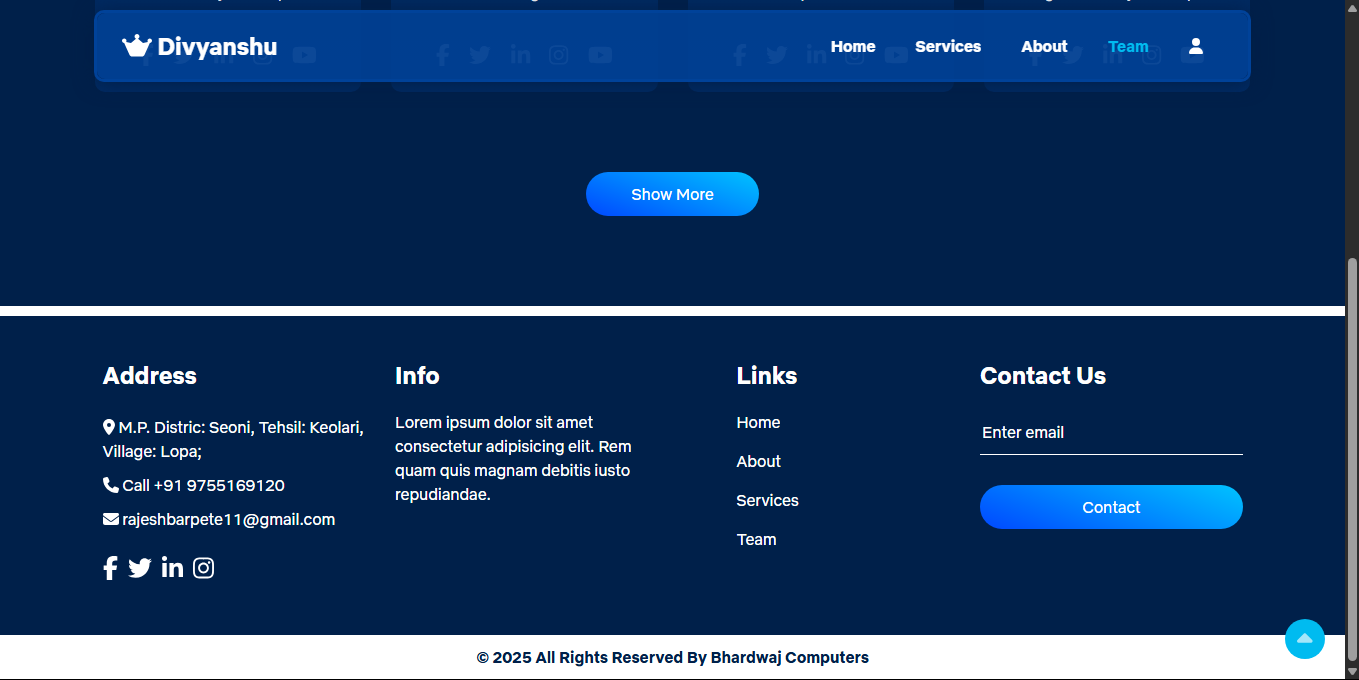 Divyanshu
Home
Services
About
Team
Show More
Address
M.P. Distric: Seoni, Tehsil: Keolari,
Village: Lopa;
Call +91 9755169120
rajeshbarpete11@gmail.com
Info
Lorem ipsum dolor sit amet
consectetur adipisicing elit. Rem
quam quis magnam debitis iusto
repudiandae.
Links
Home
About
Services
Team
Contact Us
Enter email
Contact
© 2025 All Rights Reserved By Bhardwaj Computers